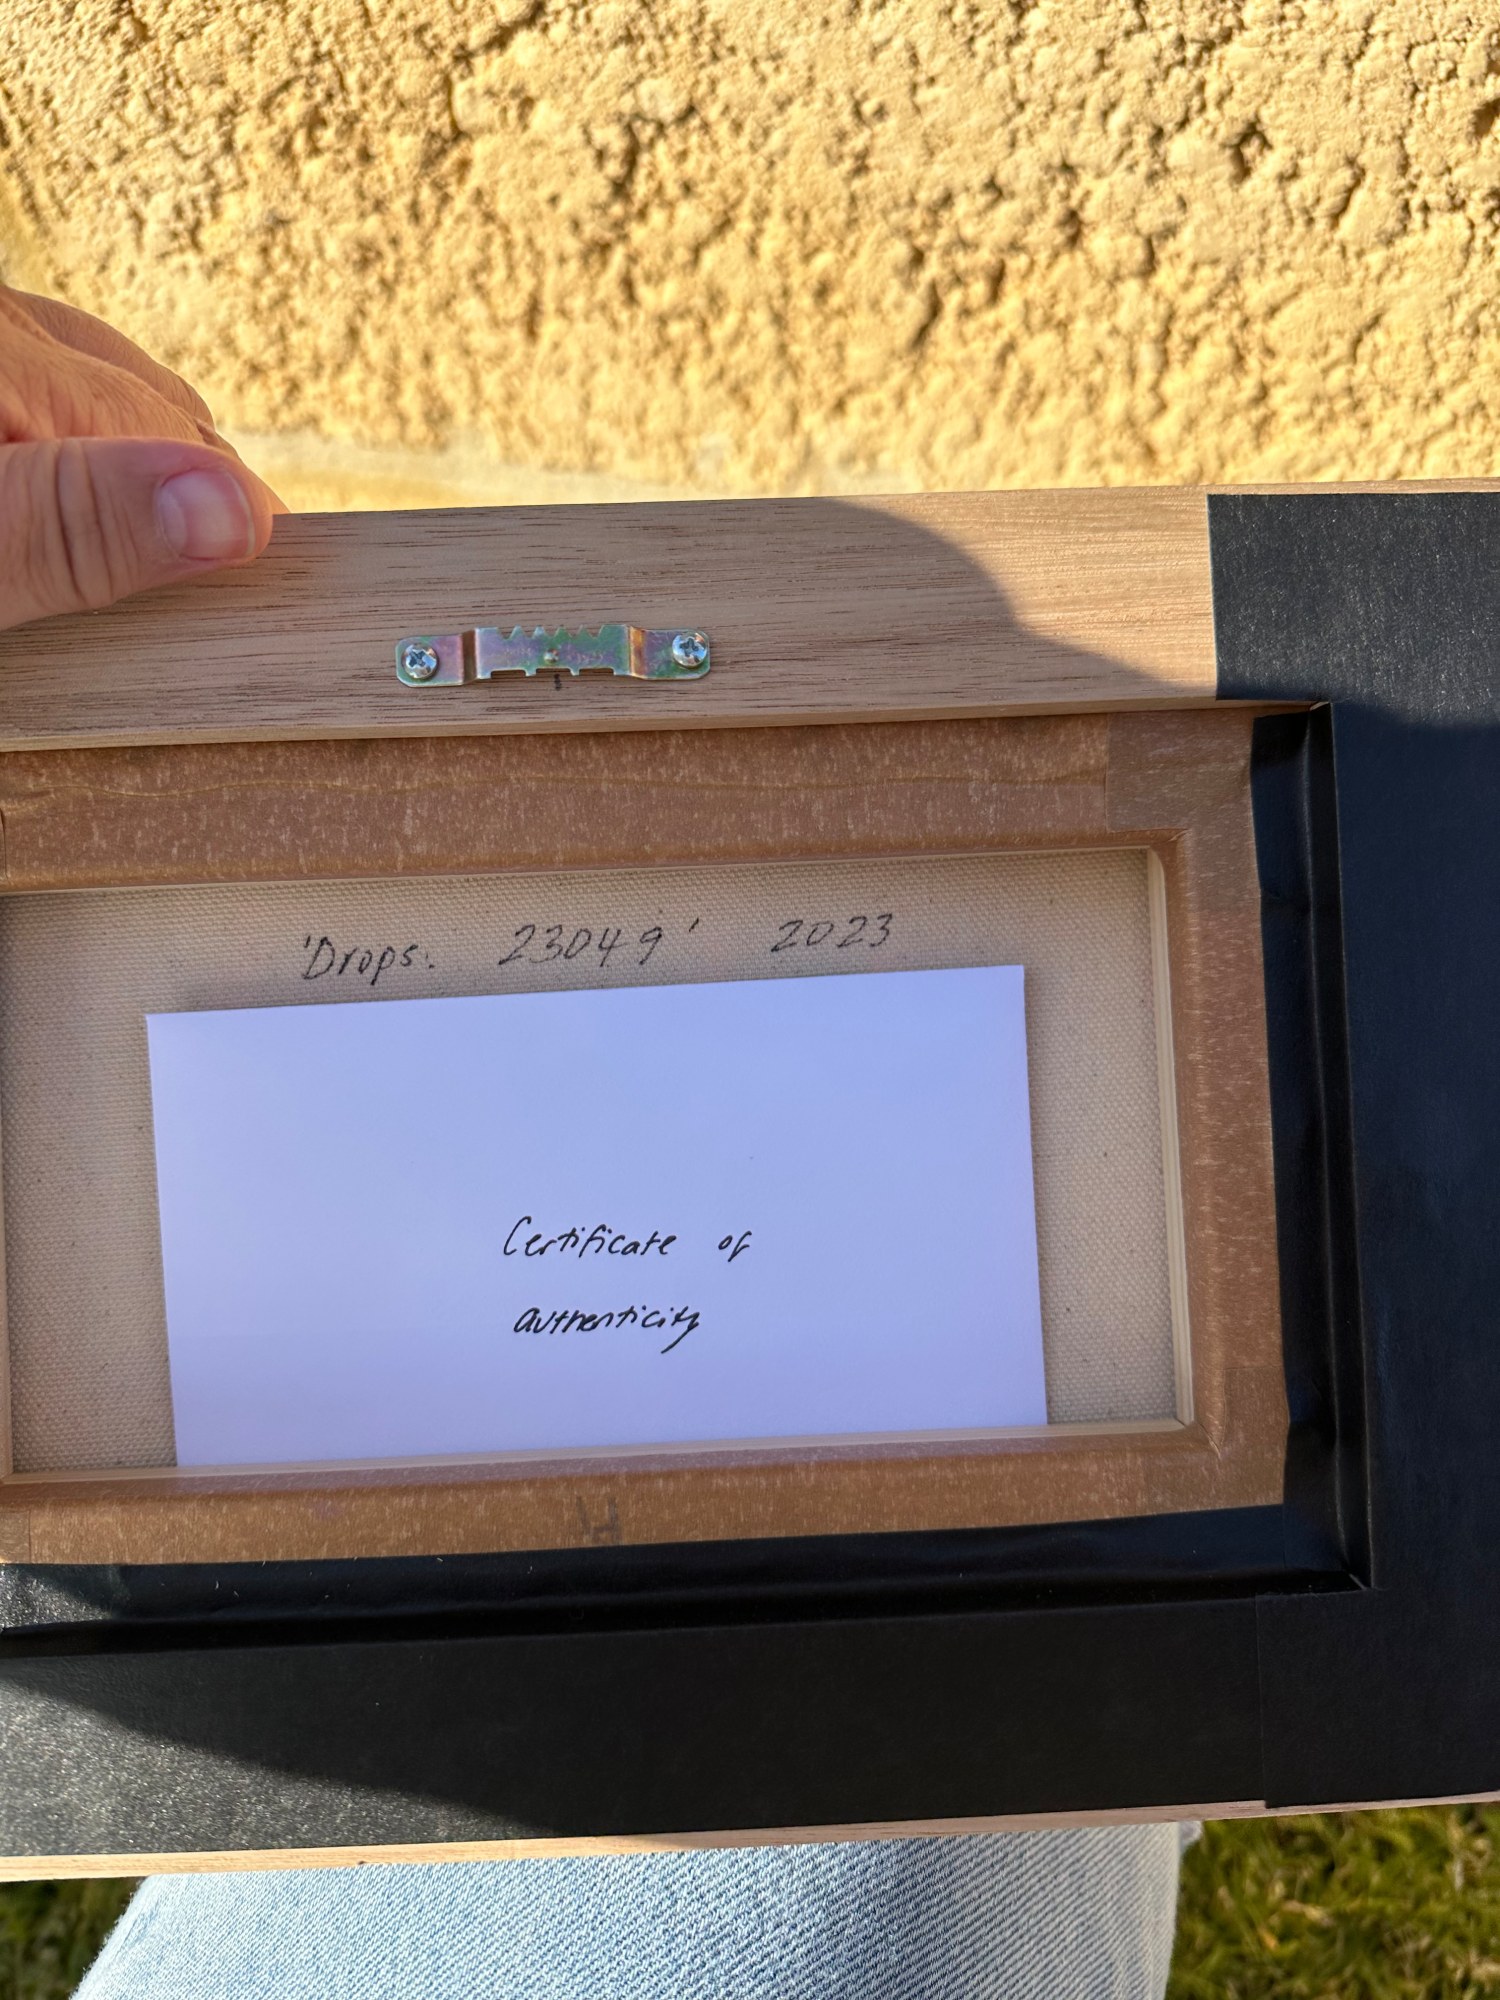 'Drops. 23049' 2023
Certificate of
authenticity